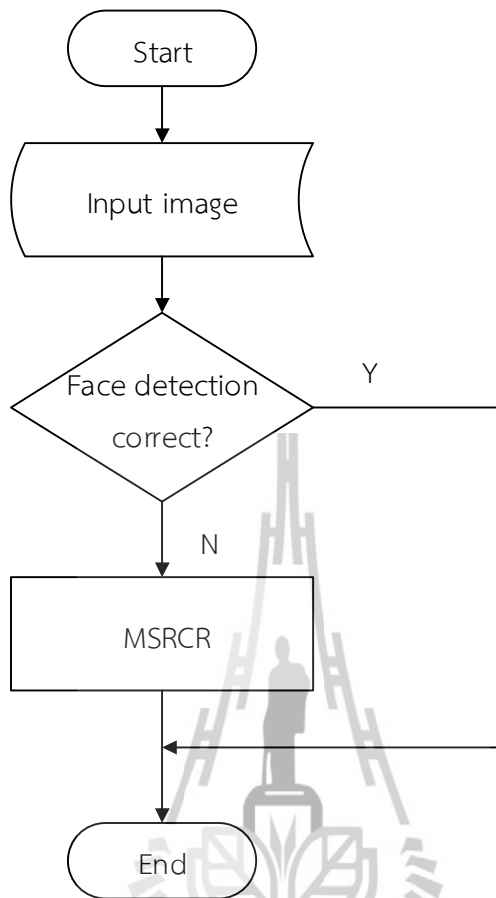 Start
Input image
Face detection
correct?
Y
N
MSRCR
End